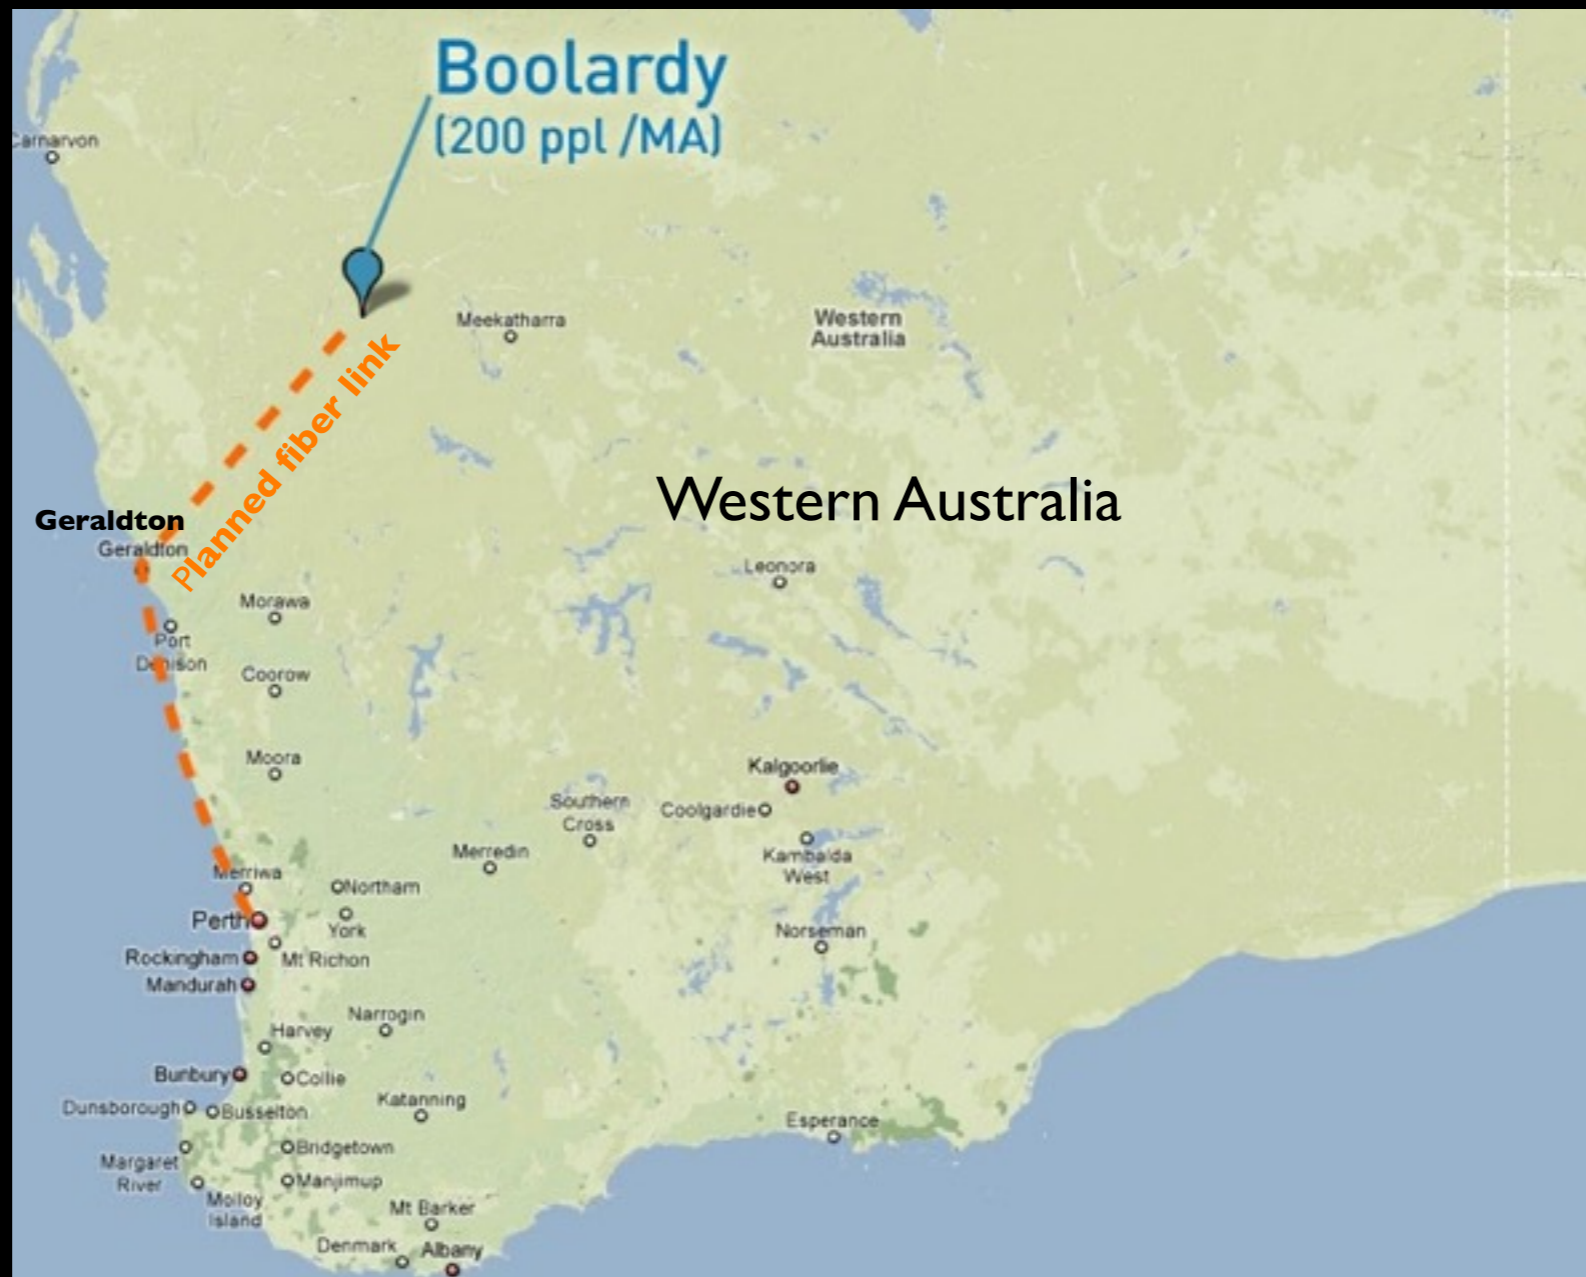 Boolardy
(200 ppl /MA)
Carnarvon
Meekatharra
Western
Australia
Planned fiber link
Western Australia
Geraldton
Geraldton
Leonora
Morawa
Port
Denison
Coorow
Moora
Kalgoorlie
Southern
Cross
Coolgardie
Merredin
Kambalda
West
Merriwa
Northam
Perth
York
Norseman
Rockingham
Mt Richon
Mandurah
Narrogin
Harvey
Bunbury
Collie
Katanning
Dunsborough
Busselton
Esperance
Bridgetown
Margaret
River
Manjimup
Molloy
Island
Mt Barker
Denmark
Albany